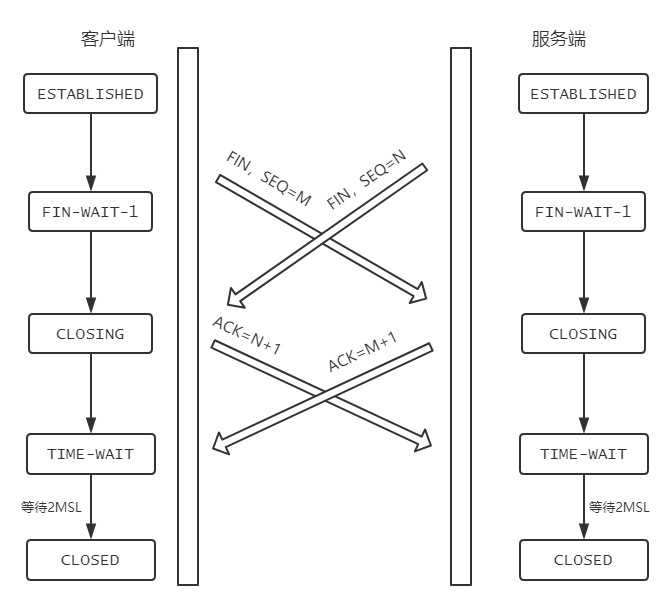 客户端
服务端
ESTABLISHED
ESTABLISHED
FIN, SEQ=M
FIN, SEQ=N
FIN-WAIT-1
FIN-WAIT-1
CLOSING
CLOSING
ACK=N+1
ACK=M+1
TIME-WAIT
TIME-WAIT
等待2MSL
等待2MSL
CLOSED
CLOSED